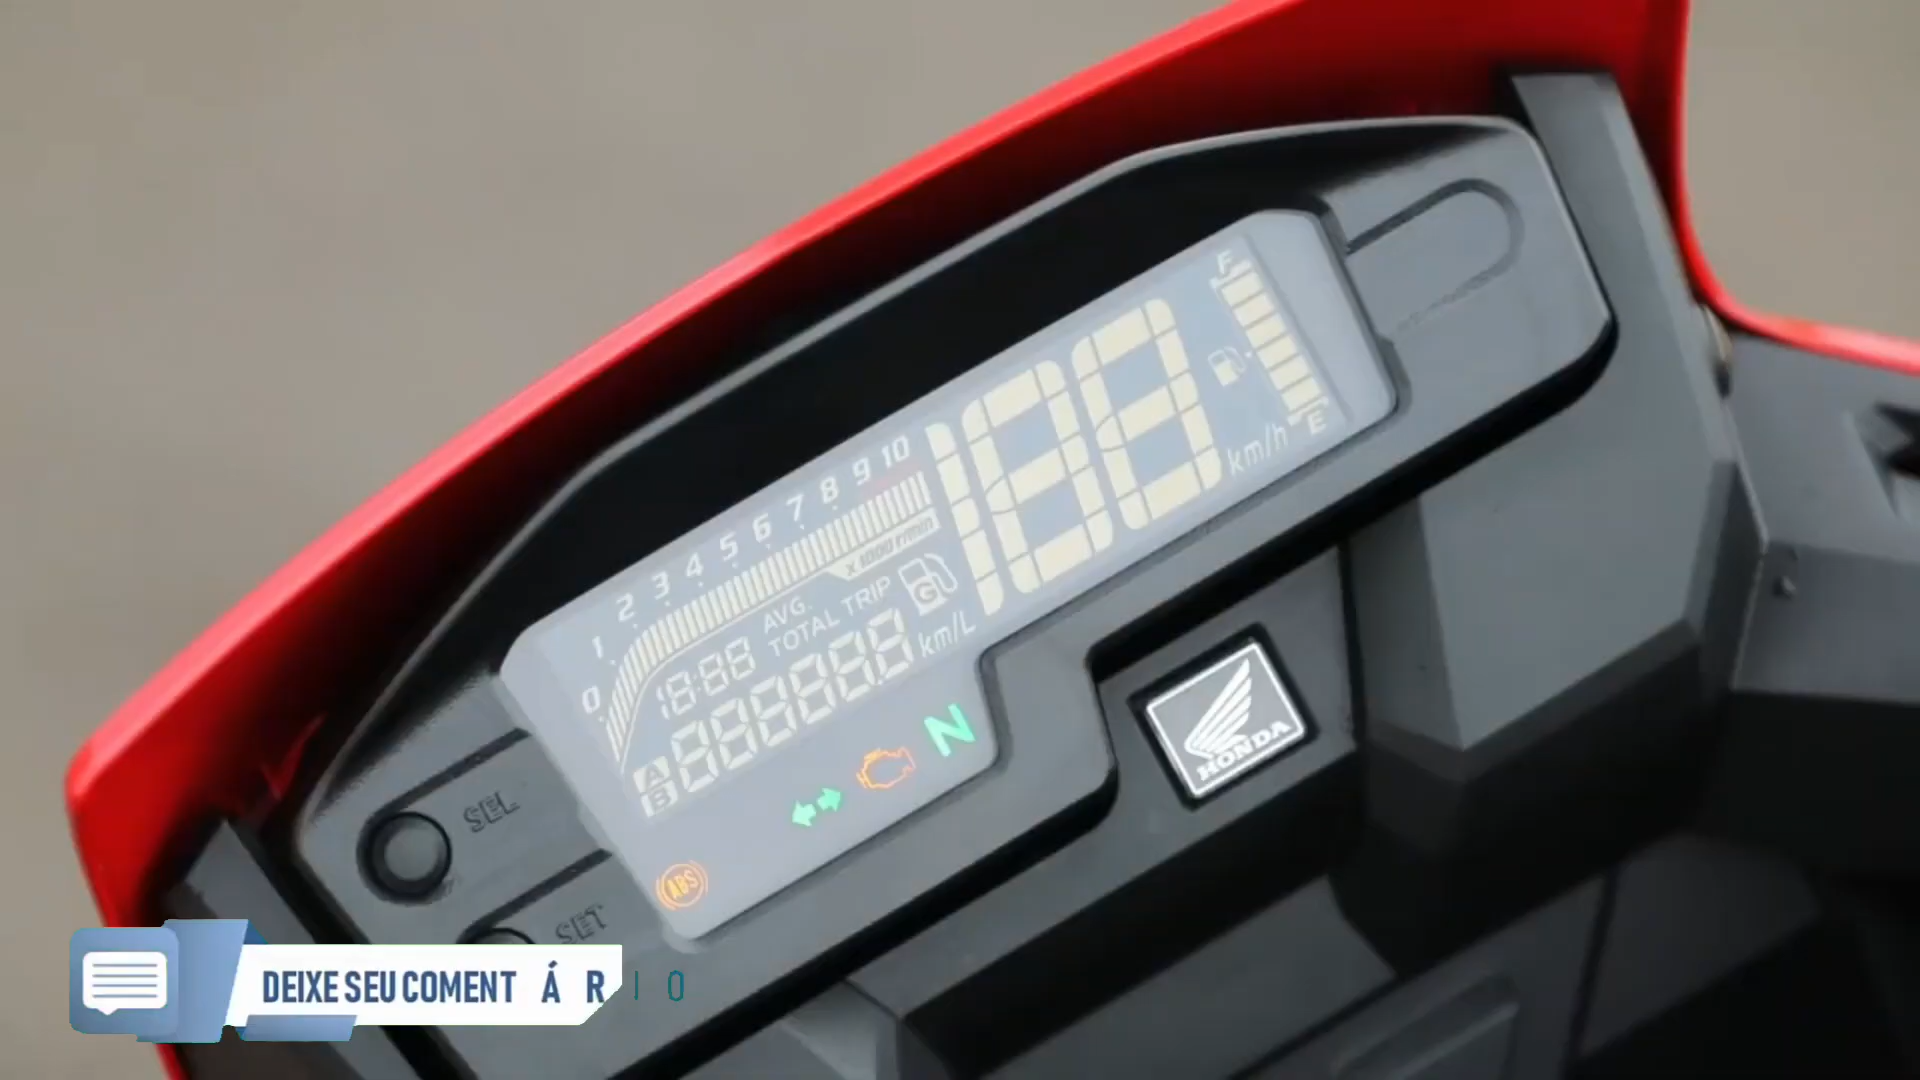 F
E
km/h
188
0 1 2 3 4 5 6 7 8 9 10
x1000 r/min
AVG.
TOTAL TRIP
G
18:88
88888.8
km/L
A
B
N
ABS
SEL
SET
HONDA
DEIXE SEU COMENTÁRIO